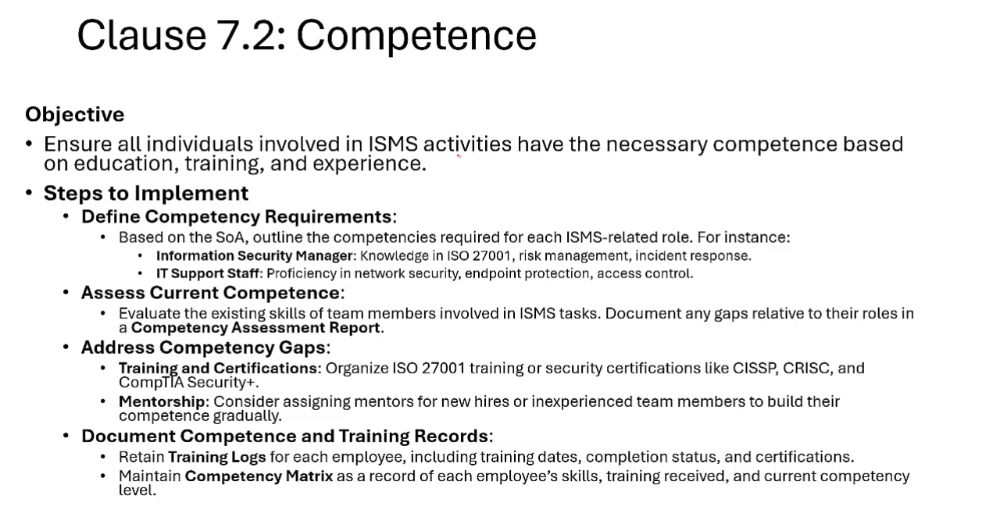 Clause 7.2: Competence
Objective
• Ensure all individuals involved in ISMS activities have the necessary competence based
on education, training, and experience.
• Steps to Implement
• Define Competency Requirements:
• Based on the SoA, outline the competencies required for each ISMS-related role. For instance:
• Information Security Manager: Knowledge in ISO 27001, risk management, incident response.
• IT Support Staff: Proficiency in network security, endpoint protection, access control.
• Assess Current Competence:
• Evaluate the existing skills of team members involved in ISMS tasks. Document any gaps relative to their roles in
a Competency Assessment Report.
• Address Competency Gaps:
• Training and Certifications: Organize ISO 27001 training or security certifications like CISSP, CRISC, and
CompTIA Security+.
• Mentorship: Consider assigning mentors for new hires or inexperienced team members to build their
competence gradually.
• Document Competence and Training Records:
• Retain Training Logs for each employee, including training dates, completion status, and certifications.
• Maintain Competency Matrix as a record of each employee’s skills, training received, and current competency
level.